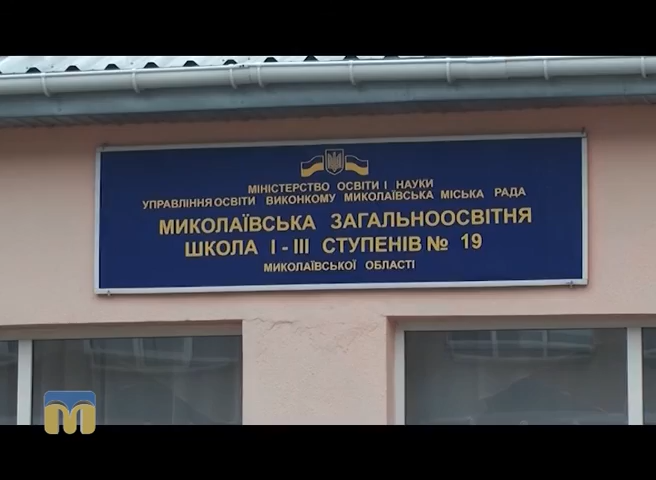 МІНІСТЕРСТВО ОСВІТИ І НАУКИ
УПРАВЛІННЯ ОСВІТИ ВИКОНКОМУ МИКОЛАЇВСЬКА МІСЬКА РАДА
МИКОЛАЇВСЬКА ЗАГАЛЬНООСВІТНЯ
ШКОЛА І - ІІІ СТУПЕНІВ № 19
МИКОЛАЇВСЬКОЇ ОБЛАСТІ
М